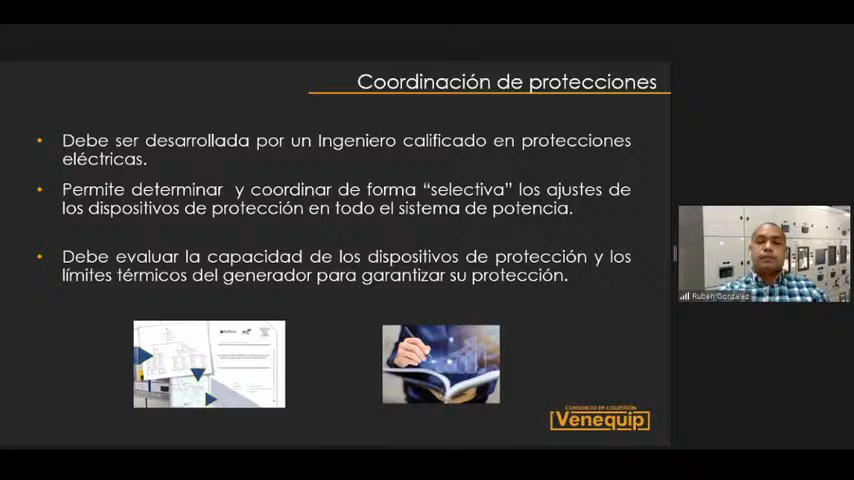 Coordinación de protecciones
• Debe ser desarrollada por un Ingeniero calificado en protecciones
eléctricas.
• Permite determinar y coordinar de forma “selectiva” los ajustes de
los dispositivos de protección en todo el sistema de potencia.
• Debe evaluar la capacidad de los dispositivos de protección y los
límites térmicos del generador para garantizar su protección.
Ruben Gonzalez
CONSORCIO DE COGESTIÓN
Venequip